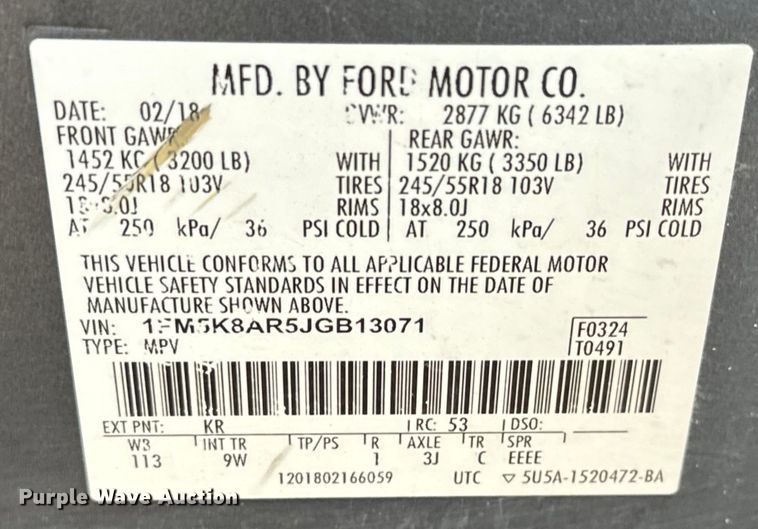 MFD. BY FORD MOTOR CO.
DATE: 02/18 GVWR: 2877 KG ( 6342 LB)
FRONT GAWR: REAR GAWR:
1452 KG ( 3200 LB) WITH 1520 KG ( 3350 LB) WITH
245/55R18 103V TIRES 245/55R18 103V TIRES
18x8.0J RIMS 18x8.0J RIMS
AT 250 kPa/ 36 PSI COLD AT 250 kPa/ 36 PSI COLD
THIS VEHICLE CONFORMS TO ALL APPLICABLE FEDERAL MOTOR
VEHICLE SAFETY STANDARDS IN EFFECT ON THE DATE OF
MANUFACTURE SHOWN ABOVE.
VIN: 1FM5K8AR5JGB13071 F0324
TYPE: MPV T0491
EXT PNT: KR RC: 53 DSO:
W3 INT TR TP/PS R AXLE TR SPR
113 9W 1 3J C EEEE
1201802166059 UTC ▽ 5U5A-1520472-BA
Purple Wave Auction